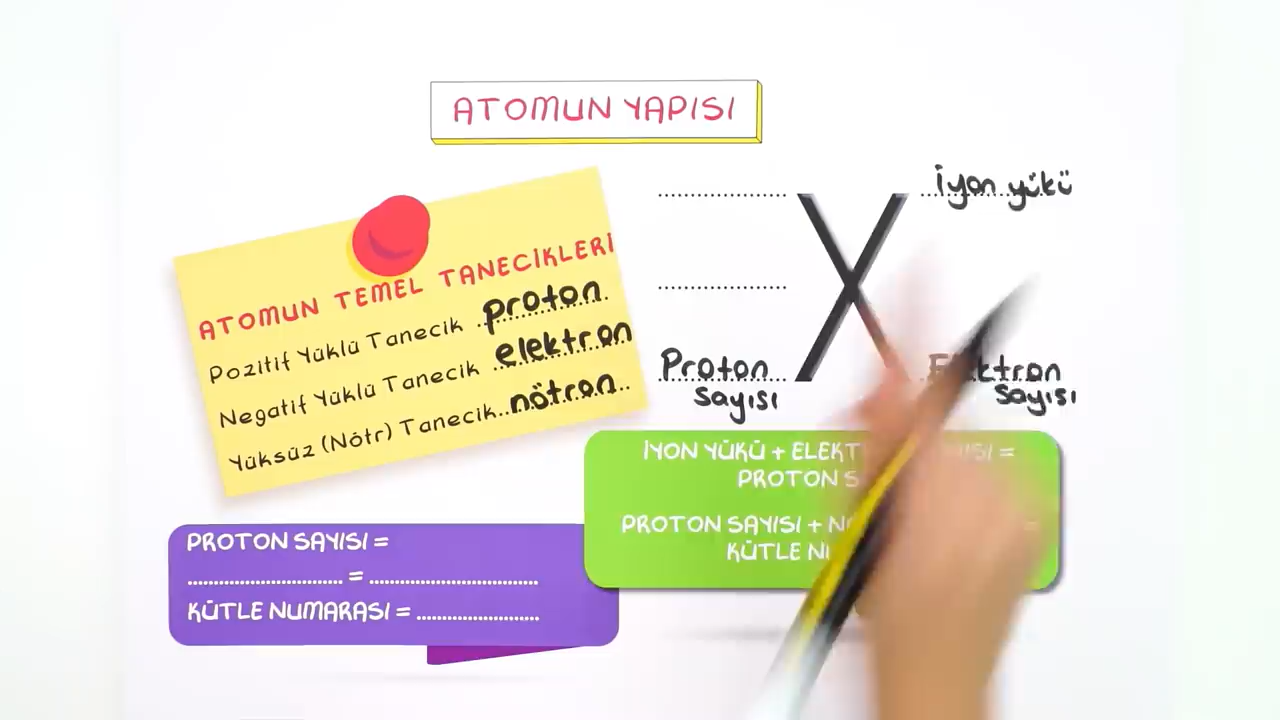 ATOMUN YAPISI
ATOMUN TEMEL TANECİKLERİ
Pozitif Yüklü Tanecik proton
Negatif Yüklü Tanecik elektron
Yüksüz (Nötr) Tanecik nötron
İyon yükü
Proton
Sayısı
Elektron
Sayısı
İYON YÜKÜ +
PROTON
PROTON SAYISI +
KÜTLE
PROTON SAYISI =
=
KÜTLE NUMARASI =